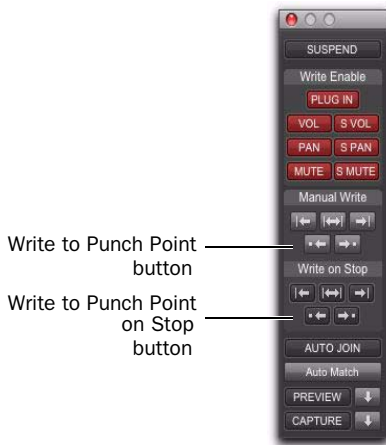 SUSPEND
Write Enable
PLUG IN
VOL S VOL
PAN S PAN
MUTE S MUTE
Manual Write
Write to Punch Point
button
Write on Stop
Write to Punch Point
on Stop
button
AUTO JOIN
Auto Match
PREVIEW
CAPTURE